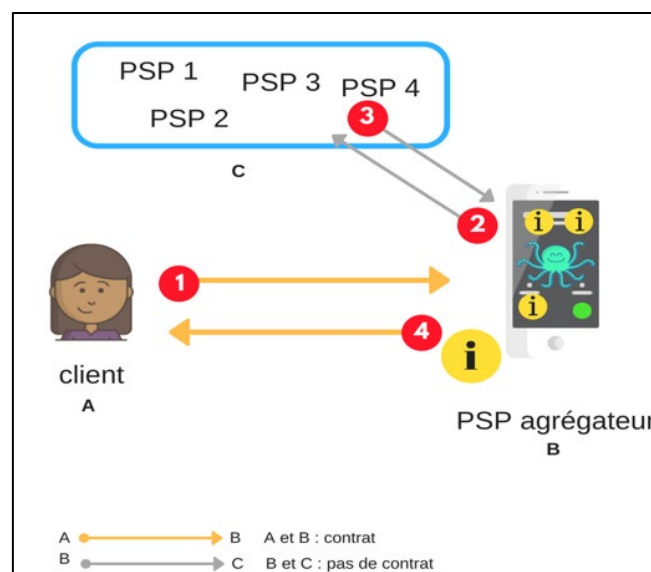 PSP 1
PSP 3
PSP 4
PSP 2
3
C
2
i i
i
1
4
i
client
A
PSP agrégateur
B
A B A et B : contrat
B C B et C : pas de contrat